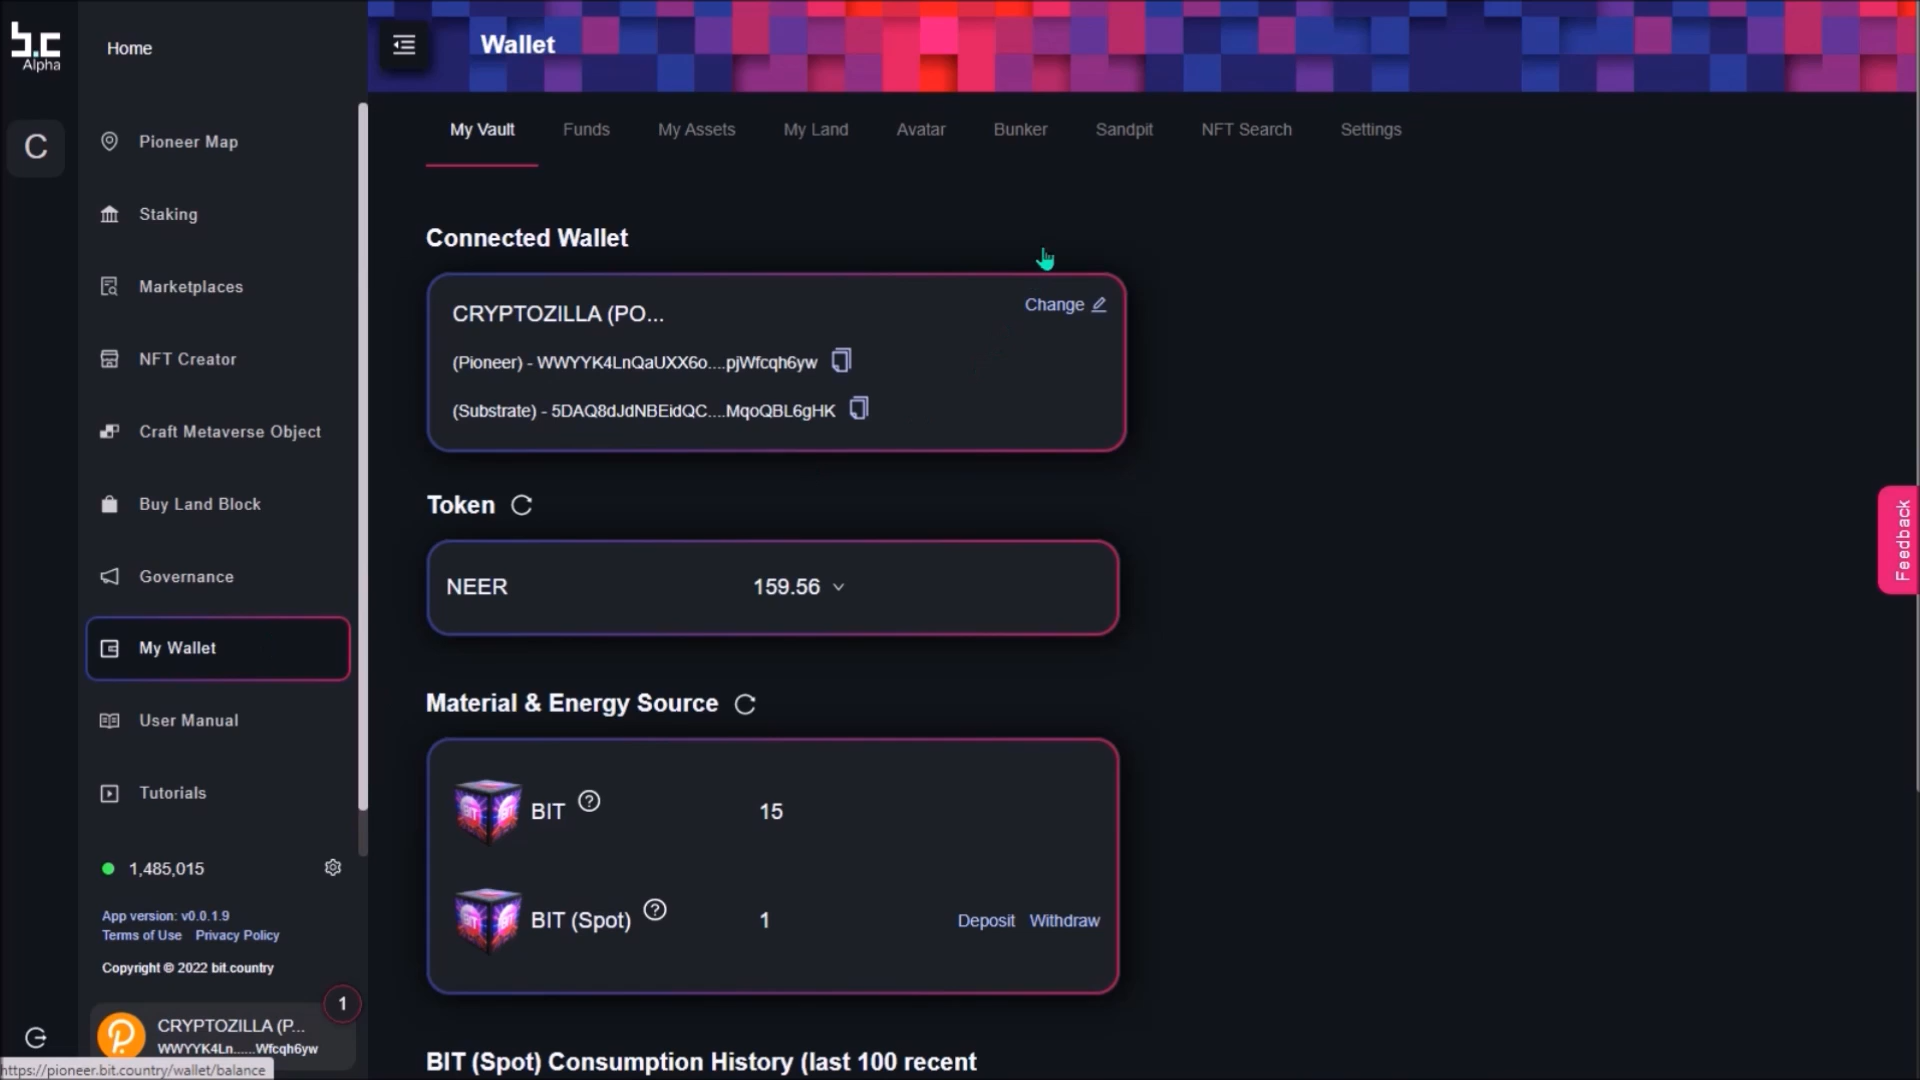 b.c
Alpha
C
Home
Pioneer Map
Staking
Marketplaces
NFT Creator
Craft Metaverse Object
Buy Land Block
Governance
My Wallet
User Manual
Tutorials
1,485,015
App version: v0.0.1.9
Terms of Use Privacy Policy
Copyright © 2022 bit.country
1
CRYPTOZILLA (P...
WWYYK4Ln......Wfcqh6yw
https://pioneer.bit.country/wallet/balance
Wallet
My Vault Funds My Assets My Land Avatar Bunker Sandpit NFT Search Settings
Connected Wallet
CRYPTOZILLA (PO...
Change
(Pioneer) - WWYYK4LnQaUXX6o....pjWfcqh6yw
(Substrate) - 5DAQ8dJdNBEidQC....MqoQBL6gHK
Token
NEER 159.56
Material & Energy Source
BIT ? 15
BIT (Spot) ? 1 Deposit Withdraw
BIT (Spot) Consumption History (last 100 recent
Feedback